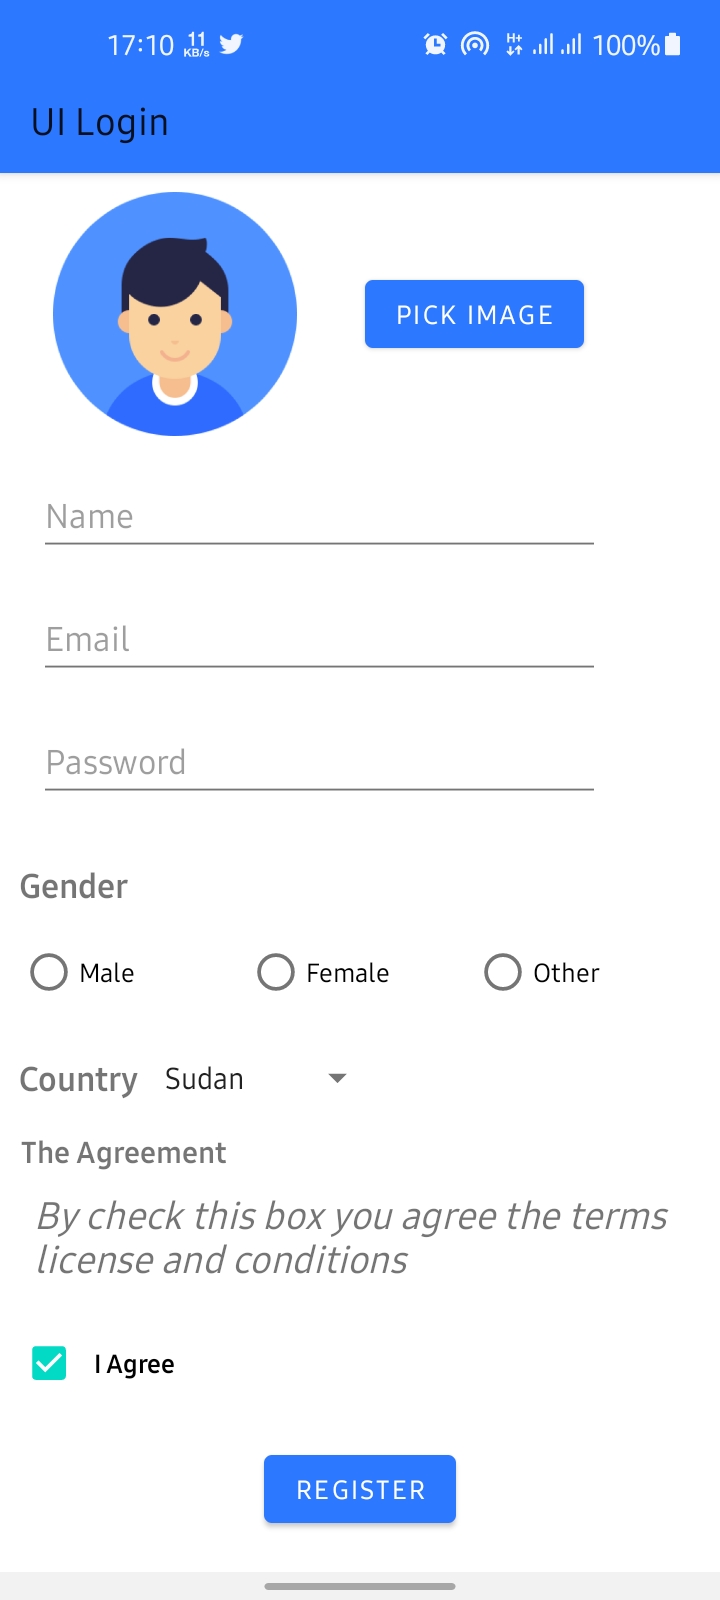 17:10 11 KB/s H+ 100%
UI Login
PICK IMAGE
Name
Email
Password
Gender
Male Female Other
Country Sudan
The Agreement
By check this box you agree the terms
license and conditions
I Agree
REGISTER